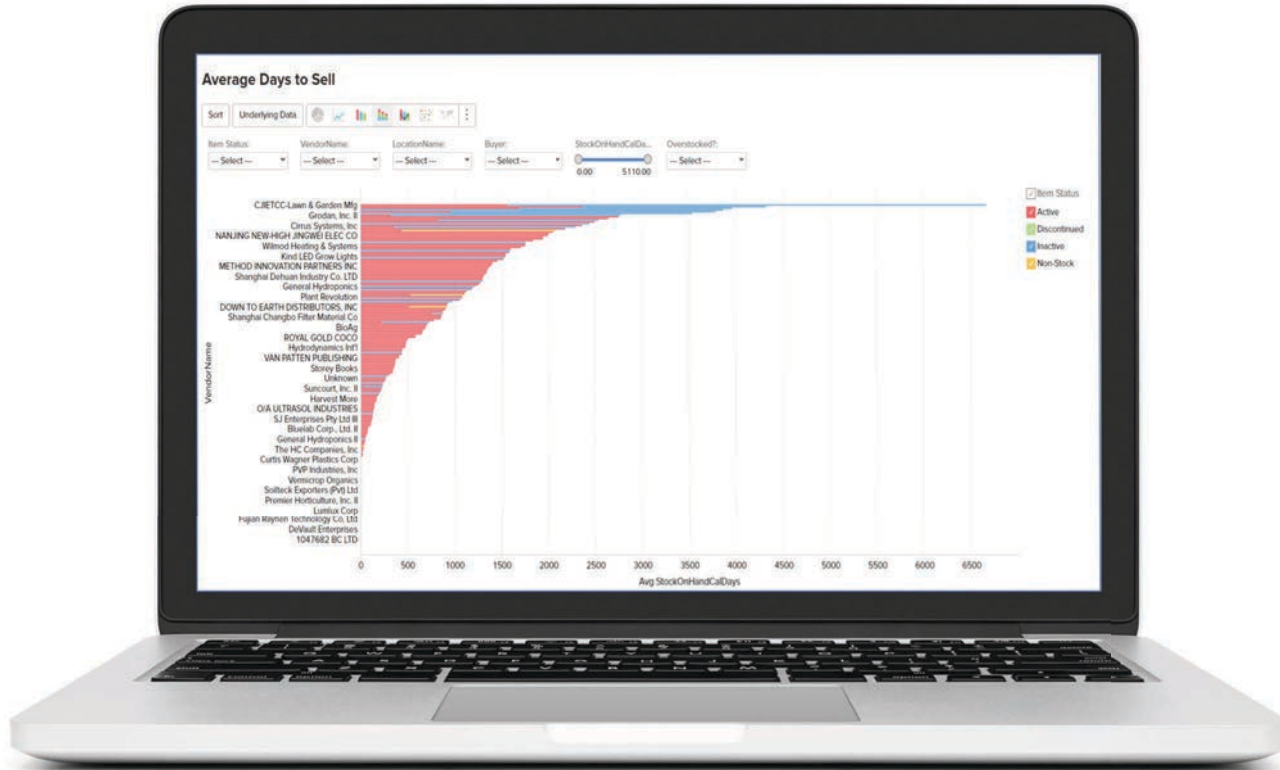 Average Days to Sell
Sort Underlying Data
Item Status: VendorName: LocationName: Buyer: StockOnHandCalDa... Overstocked?:
--- Select --- --- Select --- --- Select --- --- Select --- 0.00 5110.00 --- Select ---
Item Status
Active
Discontinued
Inactive
Non-Stock
VendorName
CJIETCC-Lawn & Garden Mfg
Grodan, Inc. II
Cirrus Systems, Inc
NANJING NEW-HIGH JINGWEI ELEC CO
Wilmod Heating & Systems
Kind LED Grow Lights
METHOD INNOVATION PARTNERS INC
Shanghai Dehuan Industry Co. LTD
General Hydroponics
Plant Revolution
DOWN TO EARTH DISTRIBUTORS, INC
Shanghai Changbo Filter Material Co
BioAg
ROYAL GOLD COCO
Hydrodynamics Int'l
VAN PATTEN PUBLISHING
Storey Books
Unknown
Suncourt, Inc. II
Harvest More
O/A ULTRASOL INDUSTRIES
SJ Enterprises Pty Ltd III
Bluelab Corp., Ltd. II
General Hydroponics II
The HC Companies, Inc
Curtis Wagner Plastics Corp
PVP Industries, Inc
Vermicrop Organics
Soilteck Exporters (Pvt) Ltd
Premier Horticulture, Inc. II
Lumlux Corp
Fujian Raynen Technology Co, Ltd
DeVault Enterprises
1047682 BC LTD
0 500 1000 1500 2000 2500 3000 3500 4000 4500 5000 5500 6000 6500
Avg StockOnHandCalDays